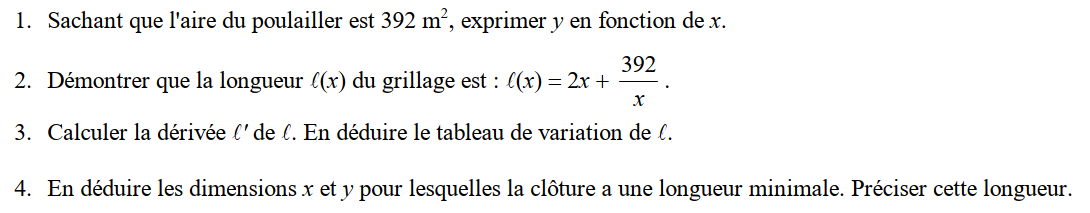 1. Sachant que l'aire du poulailler est 392 m², exprimer y en fonction de x.
2. Démontrer que la longueur ℓ(x) du grillage est : ℓ(x) = 2x + 392/x .
3. Calculer la dérivée ℓ' de ℓ. En déduire le tableau de variation de ℓ.
4. En déduire les dimensions x et y pour lesquelles la clôture a une longueur minimale. Préciser cette longueur.